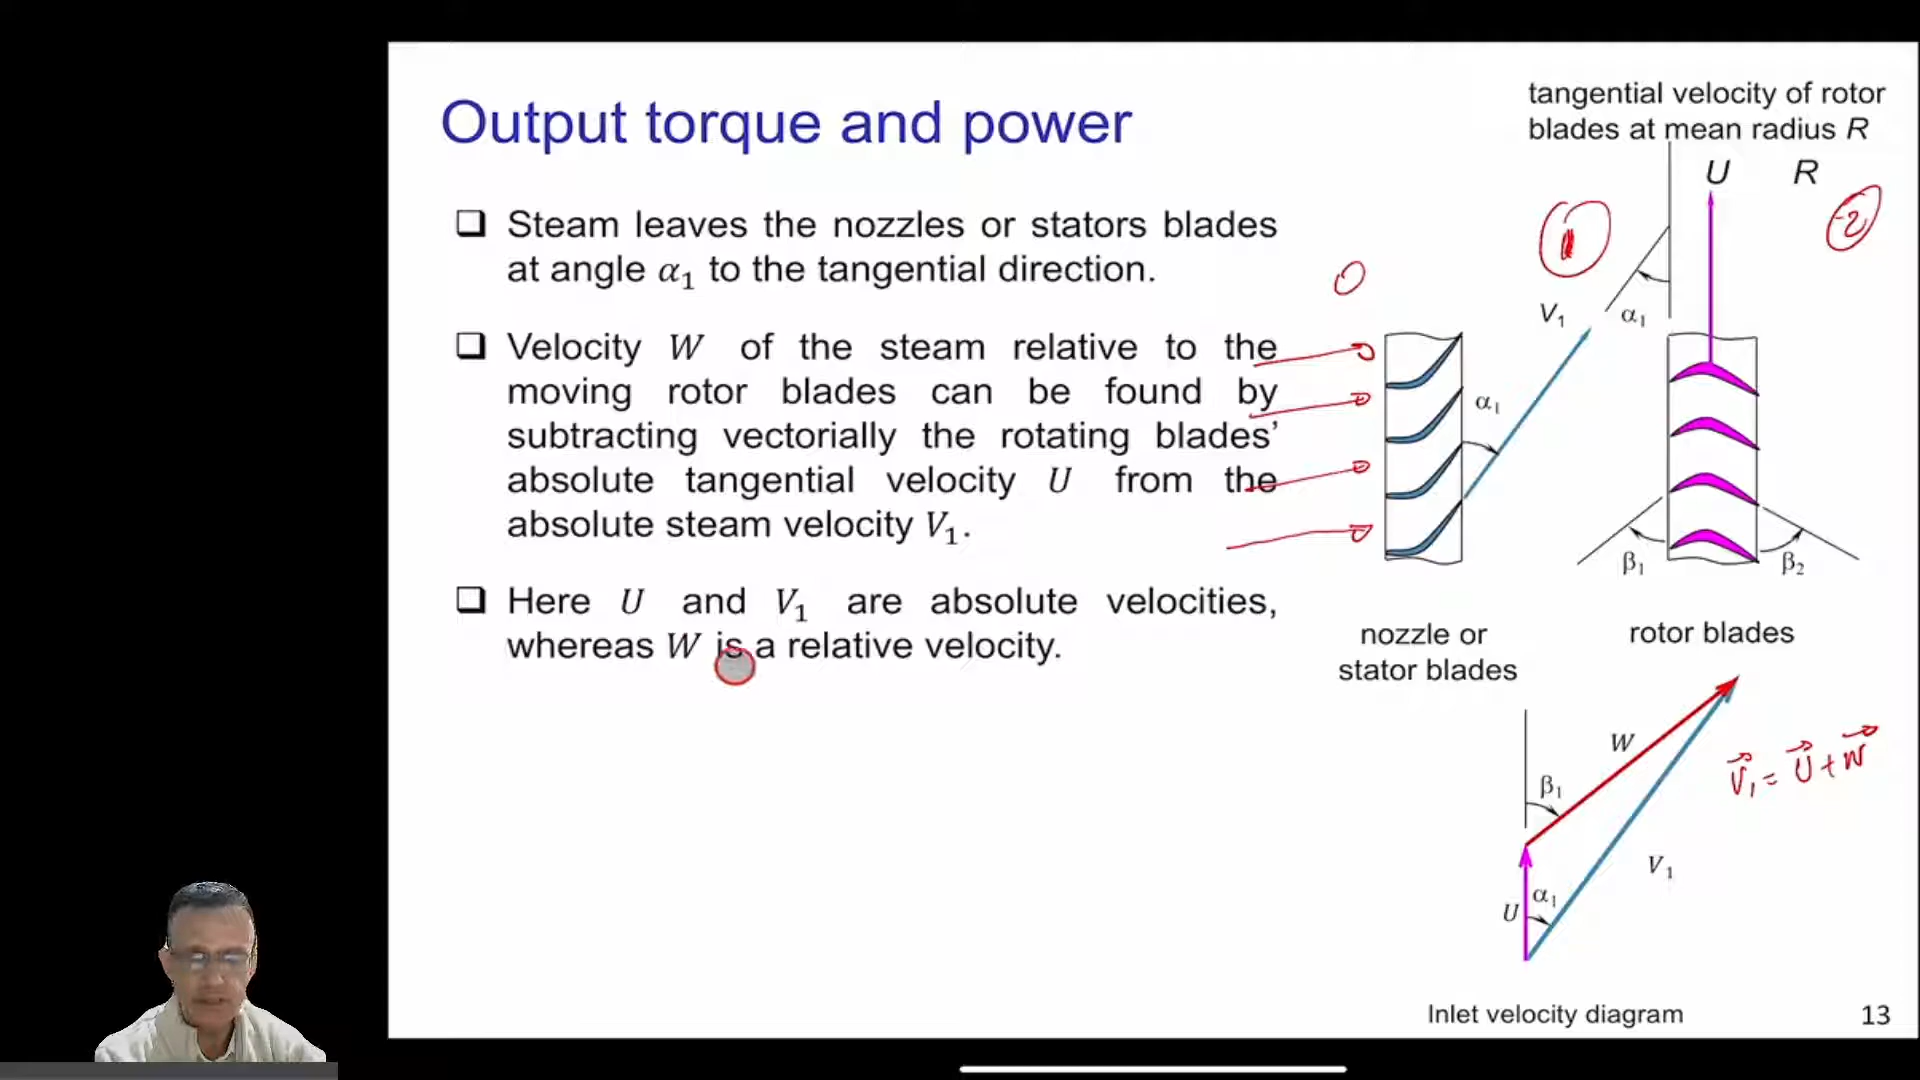 Output torque and power
❑ Steam leaves the nozzles or stators blades
at angle α₁ to the tangential direction.
❑ Velocity W of the steam relative to the
moving rotor blades can be found by
subtracting vectorially the rotating blades’
absolute tangential velocity U from the
absolute steam velocity V₁.
❑ Here U and V₁ are absolute velocities,
whereas W is a relative velocity.
tangential velocity of rotor
blades at mean radius R
U R
0
1
2
V₁
α₁
α₁
β₁
β₂
nozzle or
stator blades
rotor blades
W
β₁
V₁
α₁
U
V⃗₁ = U⃗ + W⃗
Inlet velocity diagram
13